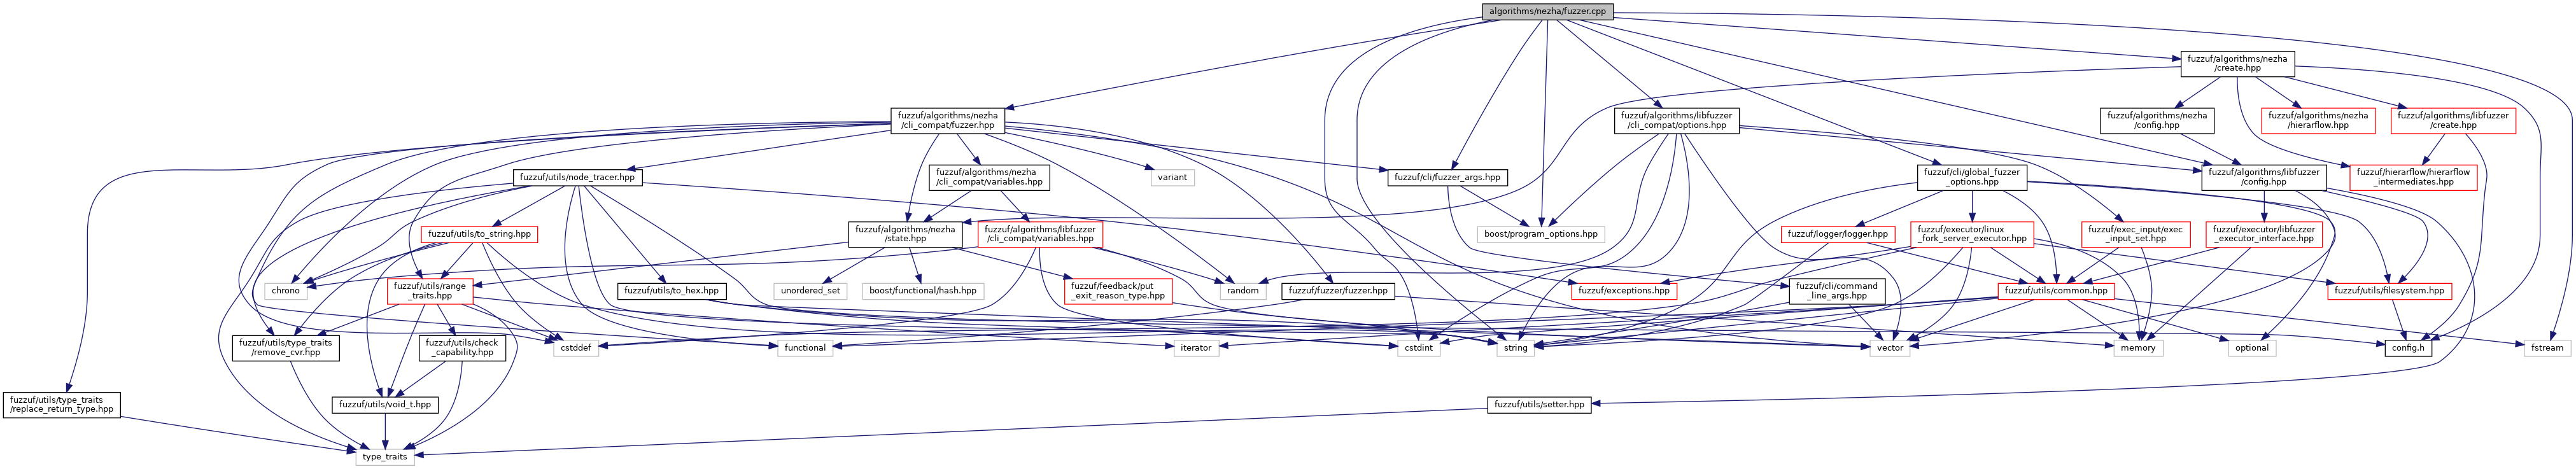 algorithms/nezha/fuzzer.cpp
fuzzuf/algorithms/nezha
/create.hpp
fuzzuf/algorithms/nezha
/cli_compat/fuzzer.hpp
fuzzuf/algorithms/libfuzzer
/cli_compat/options.hpp
fuzzuf/algorithms/nezha
/config.hpp
fuzzuf/algorithms/nezha
/hierarflow.hpp
fuzzuf/algorithms/libfuzzer
/create.hpp
fuzzuf/utils/node_tracer.hpp
fuzzuf/algorithms/nezha
/cli_compat/variables.hpp
variant
fuzzuf/cli/fuzzer_args.hpp
fuzzuf/cli/global_fuzzer
_options.hpp
fuzzuf/algorithms/libfuzzer
/config.hpp
fuzzuf/hierarflow/hierarflow
_intermediates.hpp
fuzzuf/utils/to_string.hpp
fuzzuf/algorithms/nezha
/state.hpp
fuzzuf/algorithms/libfuzzer
/cli_compat/variables.hpp
boost/program_options.hpp
fuzzuf/logger/logger.hpp
fuzzuf/executor/linux
_fork_server_executor.hpp
fuzzuf/exec_input/exec
_input_set.hpp
fuzzuf/executor/libfuzzer
_executor_interface.hpp
chrono
fuzzuf/utils/range
_traits.hpp
fuzzuf/utils/to_hex.hpp
unordered_set
boost/functional/hash.hpp
fuzzuf/feedback/put
_exit_reason_type.hpp
random
fuzzuf/fuzzer/fuzzer.hpp
fuzzuf/exceptions.hpp
fuzzuf/cli/command
_line_args.hpp
fuzzuf/utils/common.hpp
fuzzuf/utils/filesystem.hpp
fuzzuf/utils/type_traits
/remove_cvr.hpp
fuzzuf/utils/check
_capability.hpp
cstddef
functional
iterator
cstdint
string
vector
memory
optional
config.h
fstream
fuzzuf/utils/type_traits
/replace_return_type.hpp
fuzzuf/utils/void_t.hpp
fuzzuf/utils/setter.hpp
type_traits